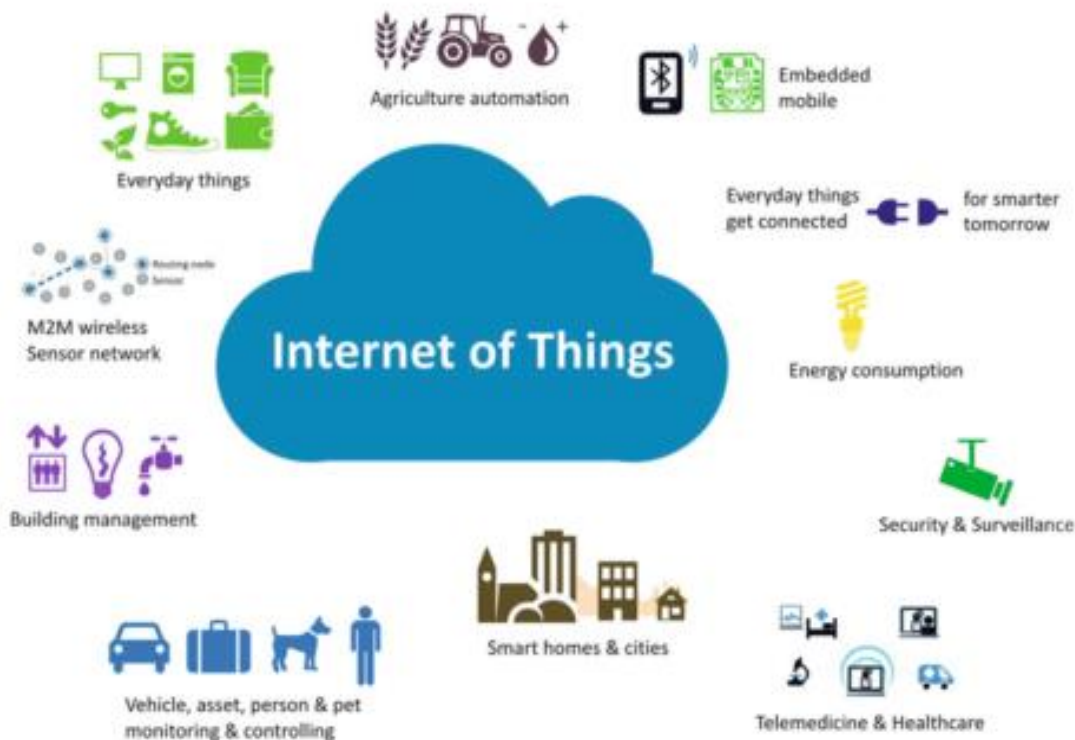 Agriculture automation
Embedded
mobile
Everyday things
Everyday things
get connected
for smarter
tomorrow
Routing node
Sensor
M2M wireless
Sensor network
Internet of Things
Energy consumption
Building management
Security & Surveillance
Smart homes & cities
Vehicle, asset, person & pet
monitoring & controlling
Telemedicine & Healthcare